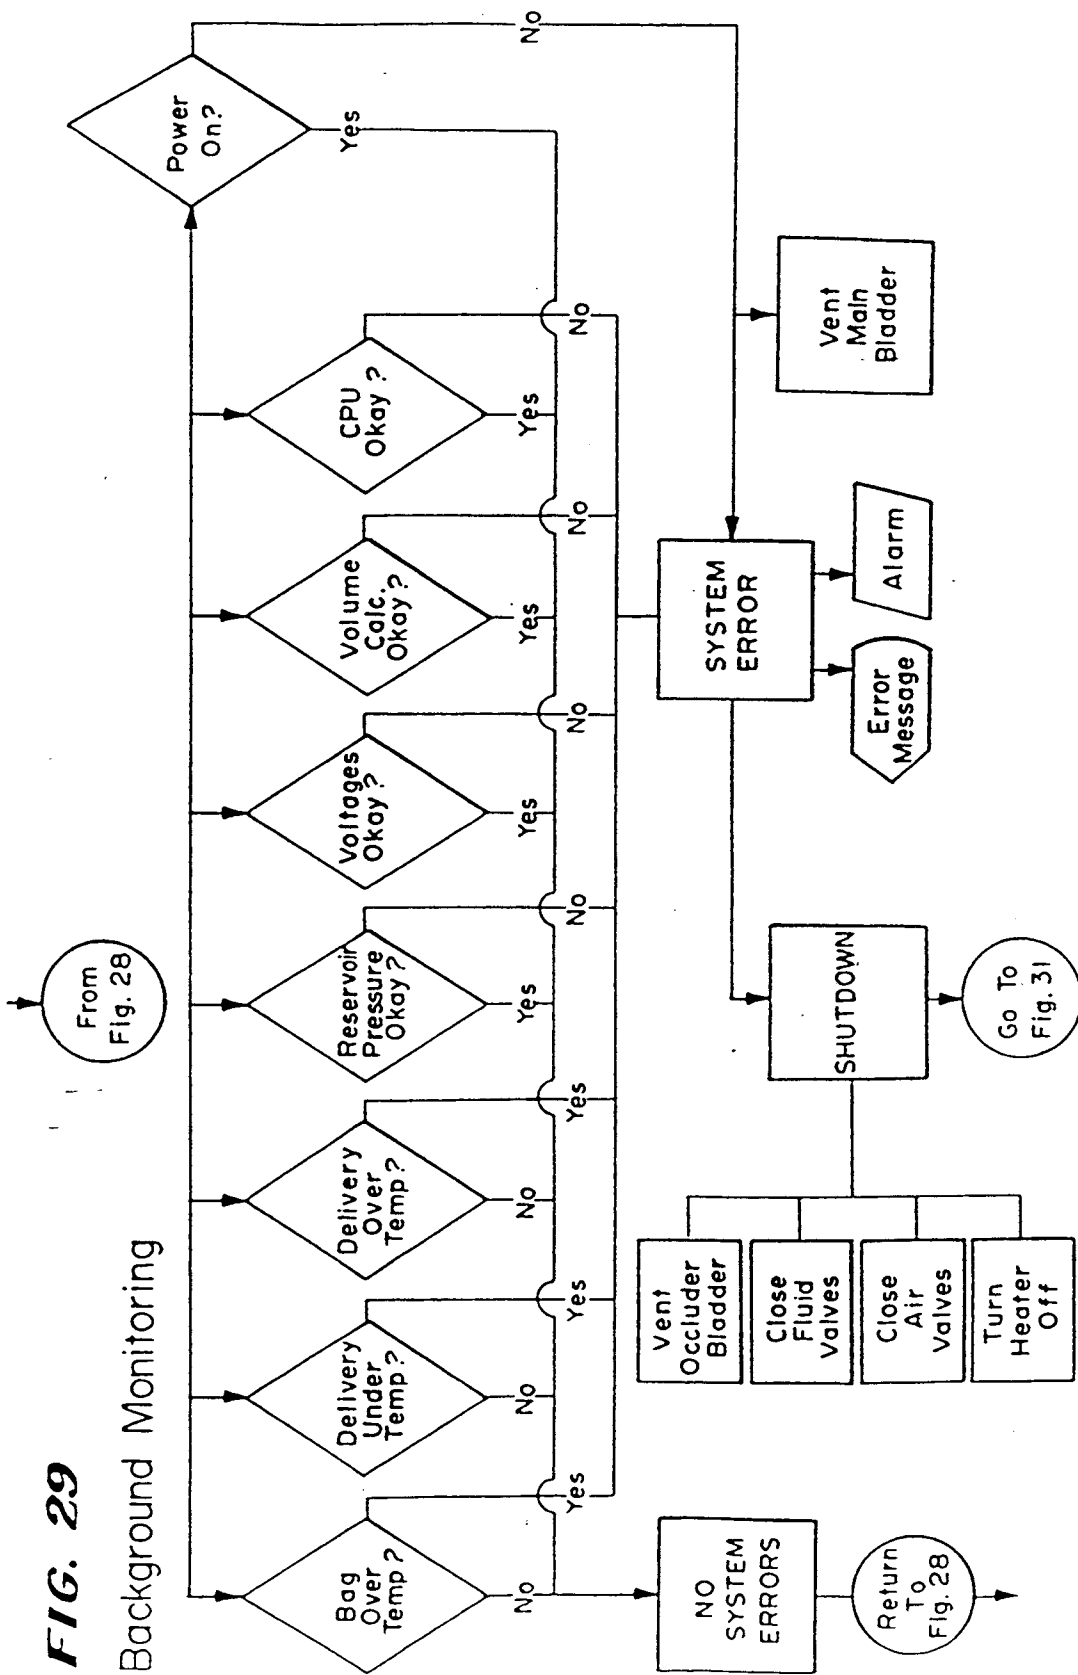 FIG. 29
Background Monitoring
From
Fig. 28
Bag
Over
Temp?
No
Yes
Delivery
Under
Temp?
No
Yes
Delivery
Over
Temp?
No
Yes
Reservoir
Pressure
Okay?
Yes
No
Voltages
Okay?
Yes
No
Volume
Calc.
Okay?
Yes
No
CPU
Okay?
Yes
No
Power
On?
Yes
No
NO
SYSTEM
ERRORS
Return
To
Fig. 28
Vent
Occluder
Bladder
Close
Fluid
Valves
Close
Air
Valves
Turn
Heater
Off
SHUTDOWN
Go To
Fig. 31
SYSTEM
ERROR
Error
Message
Alarm
Vent
Main
Bladder